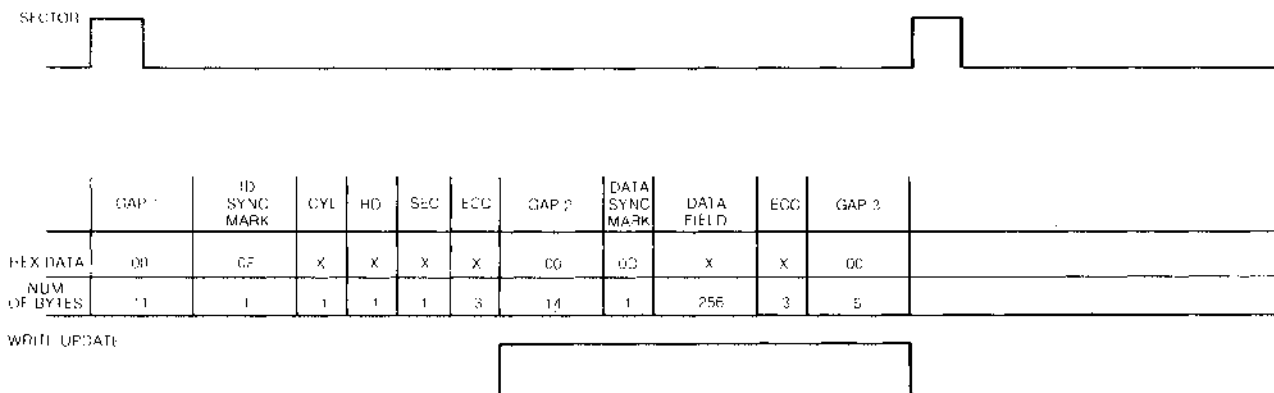 SECTOR
GAP 1
ID SYNC MARK
CYL
HD
SEC
ECC
GAP 2
DATA SYNC MARK
DATA FIELD
ECC
GAP 3
HEX DATA 00 X X X X 00 X X 00
NUM
OF BYTES 11 1 1 1 1 3 14 1 256 3
WRITE UPDATE